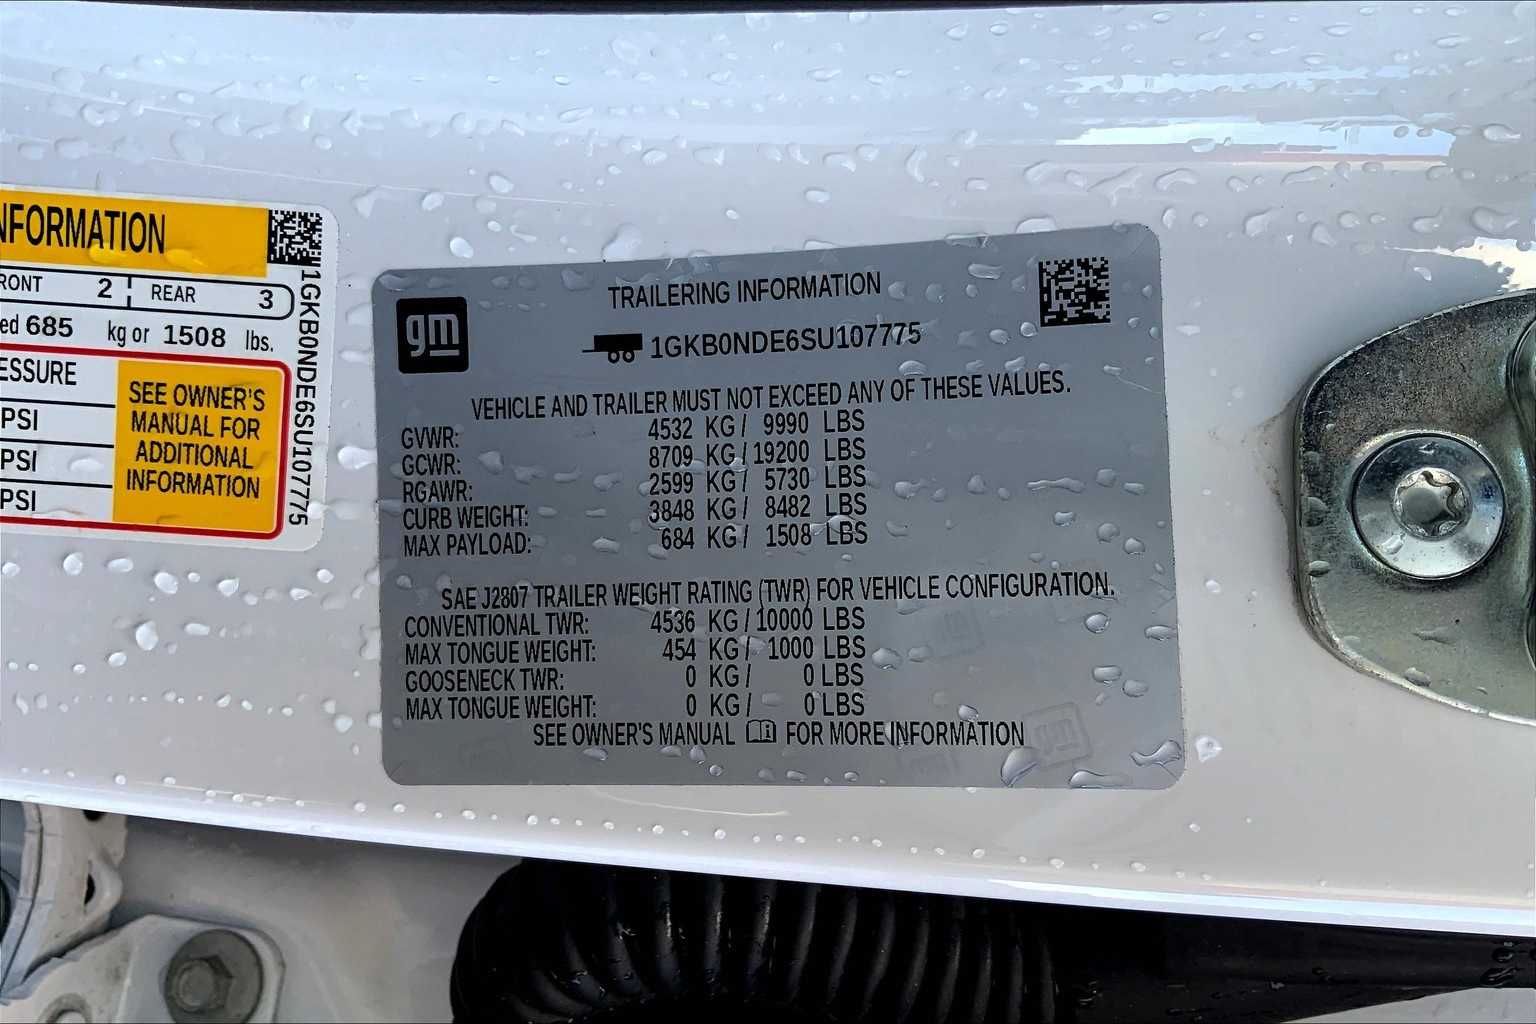 NFORMATION
RONT 2 REAR 3
ed 685 kg or 1508 lbs.
ESSURE
PSI
PSI
PSI
SEE OWNER'S
MANUAL FOR
ADDITIONAL
INFORMATION
1GKB0NDE6SU107775
gm
TRAILERING INFORMATION
1GKB0NDE6SU107775
VEHICLE AND TRAILER MUST NOT EXCEED ANY OF THESE VALUES.
GVWR: 4532 KG / 9990 LBS
GCWR: 8709 KG / 19200 LBS
RGAWR: 2599 KG / 5730 LBS
CURB WEIGHT: 3848 KG / 8482 LBS
MAX PAYLOAD: 684 KG / 1508 LBS
SAE J2807 TRAILER WEIGHT RATING (TWR) FOR VEHICLE CONFIGURATION.
CONVENTIONAL TWR: 4536 KG / 10000 LBS
MAX TONGUE WEIGHT: 454 KG / 1000 LBS
GOOSENECK TWR: 0 KG / 0 LBS
MAX TONGUE WEIGHT: 0 KG / 0 LBS
SEE OWNER'S MANUAL FOR MORE INFORMATION